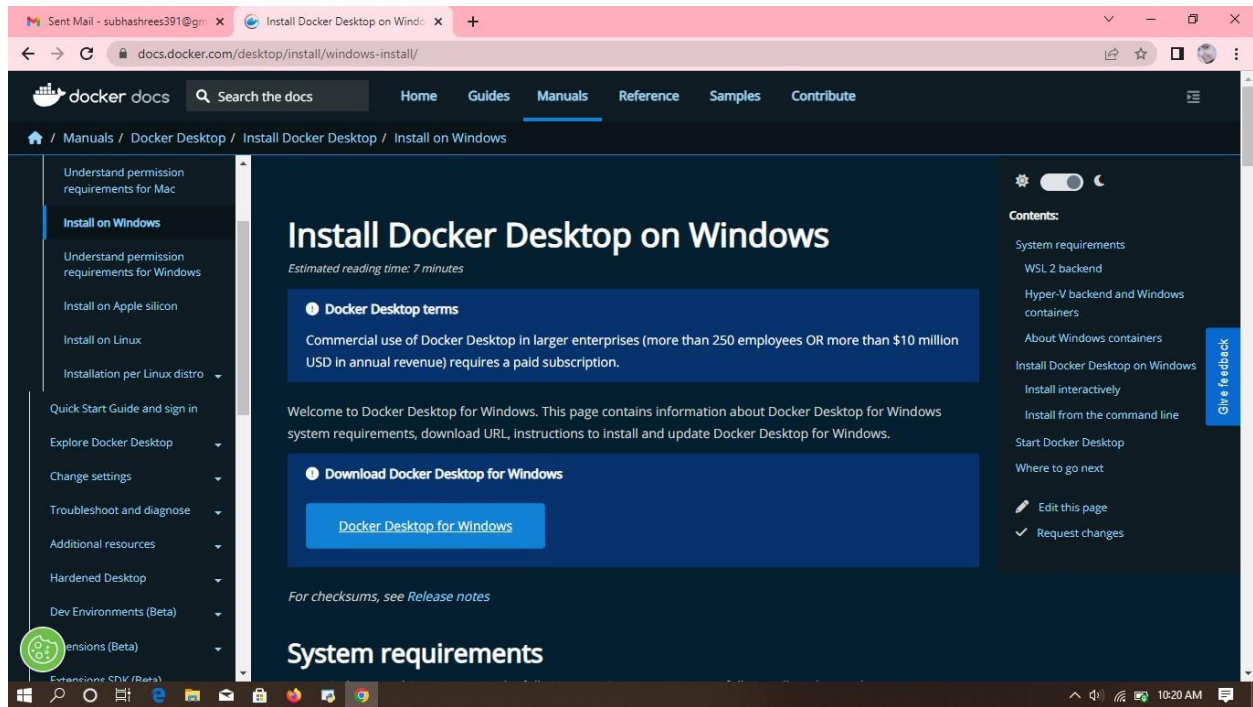 Sent Mail - subhashrees391@gm
Install Docker Desktop on Windo
docs.docker.com/desktop/install/windows-install/
docker docs
Search the docs
Home
Guides
Manuals
Reference
Samples
Contribute
/ Manuals / Docker Desktop / Install Docker Desktop / Install on Windows
Understand permission
requirements for Mac
Install on Windows
Understand permission
requirements for Windows
Install on Apple silicon
Install on Linux
Installation per Linux distro
Quick Start Guide and sign in
Explore Docker Desktop
Change settings
Troubleshoot and diagnose
Additional resources
Hardened Desktop
Dev Environments (Beta)
ensions (Beta)
Extensions SDK (Beta)
Install Docker Desktop on Windows
Estimated reading time: 7 minutes
Docker Desktop terms
Commercial use of Docker Desktop in larger enterprises (more than 250 employees OR more than $10 million
USD in annual revenue) requires a paid subscription.
Welcome to Docker Desktop for Windows. This page contains information about Docker Desktop for Windows
system requirements, download URL, instructions to install and update Docker Desktop for Windows.
Download Docker Desktop for Windows
Docker Desktop for Windows
For checksums, see Release notes
System requirements
Contents:
System requirements
WSL 2 backend
Hyper-V backend and Windows
containers
About Windows containers
Install Docker Desktop on Windows
Install interactively
Install from the command line
Start Docker Desktop
Where to go next
Edit this page
Request changes
Give feedback
10:20 AM